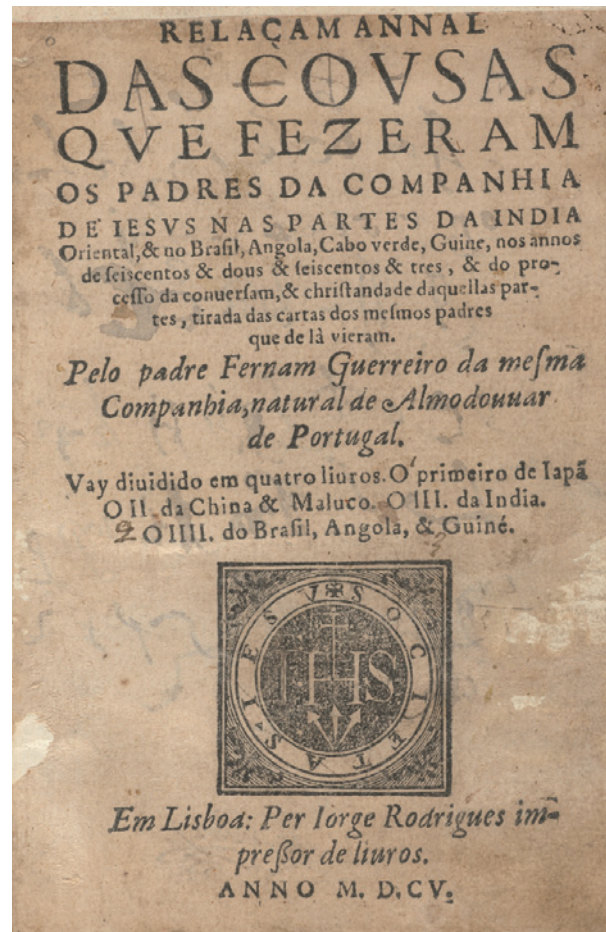 RELAÇAM ANNAL
DAS COVSAS
QVE FEZERAM
OS PADRES DA COMPANHIA
DE IESVS NAS PARTES DA INDIA
Oriental, & no Braſil, Angola, Cabo verde, Guine, nos annos
de ſeiscentos & dous & ſeiscentos & tres, & do pro-
ceſſo da conuerſam, & chriſtandade daquellas par-
tes, tirada das cartas dos meſmos padres
que de là vieram.
Pelo padre Fernam Guerreiro da meſma
Companhia, natural de Almodouuar
de Portugal.
Vay diuidido em quatro liuros. O primeiro de Iapã
O II. da China & Maluco. O III. da India.
O IIII. do Braſil, Angola, & Guiné.
IESVS SOCIETAS
IHS
Em Lisboa: Per Iorge Rodrigues im-
preſſor de liuros.
ANNO M. D. CV.